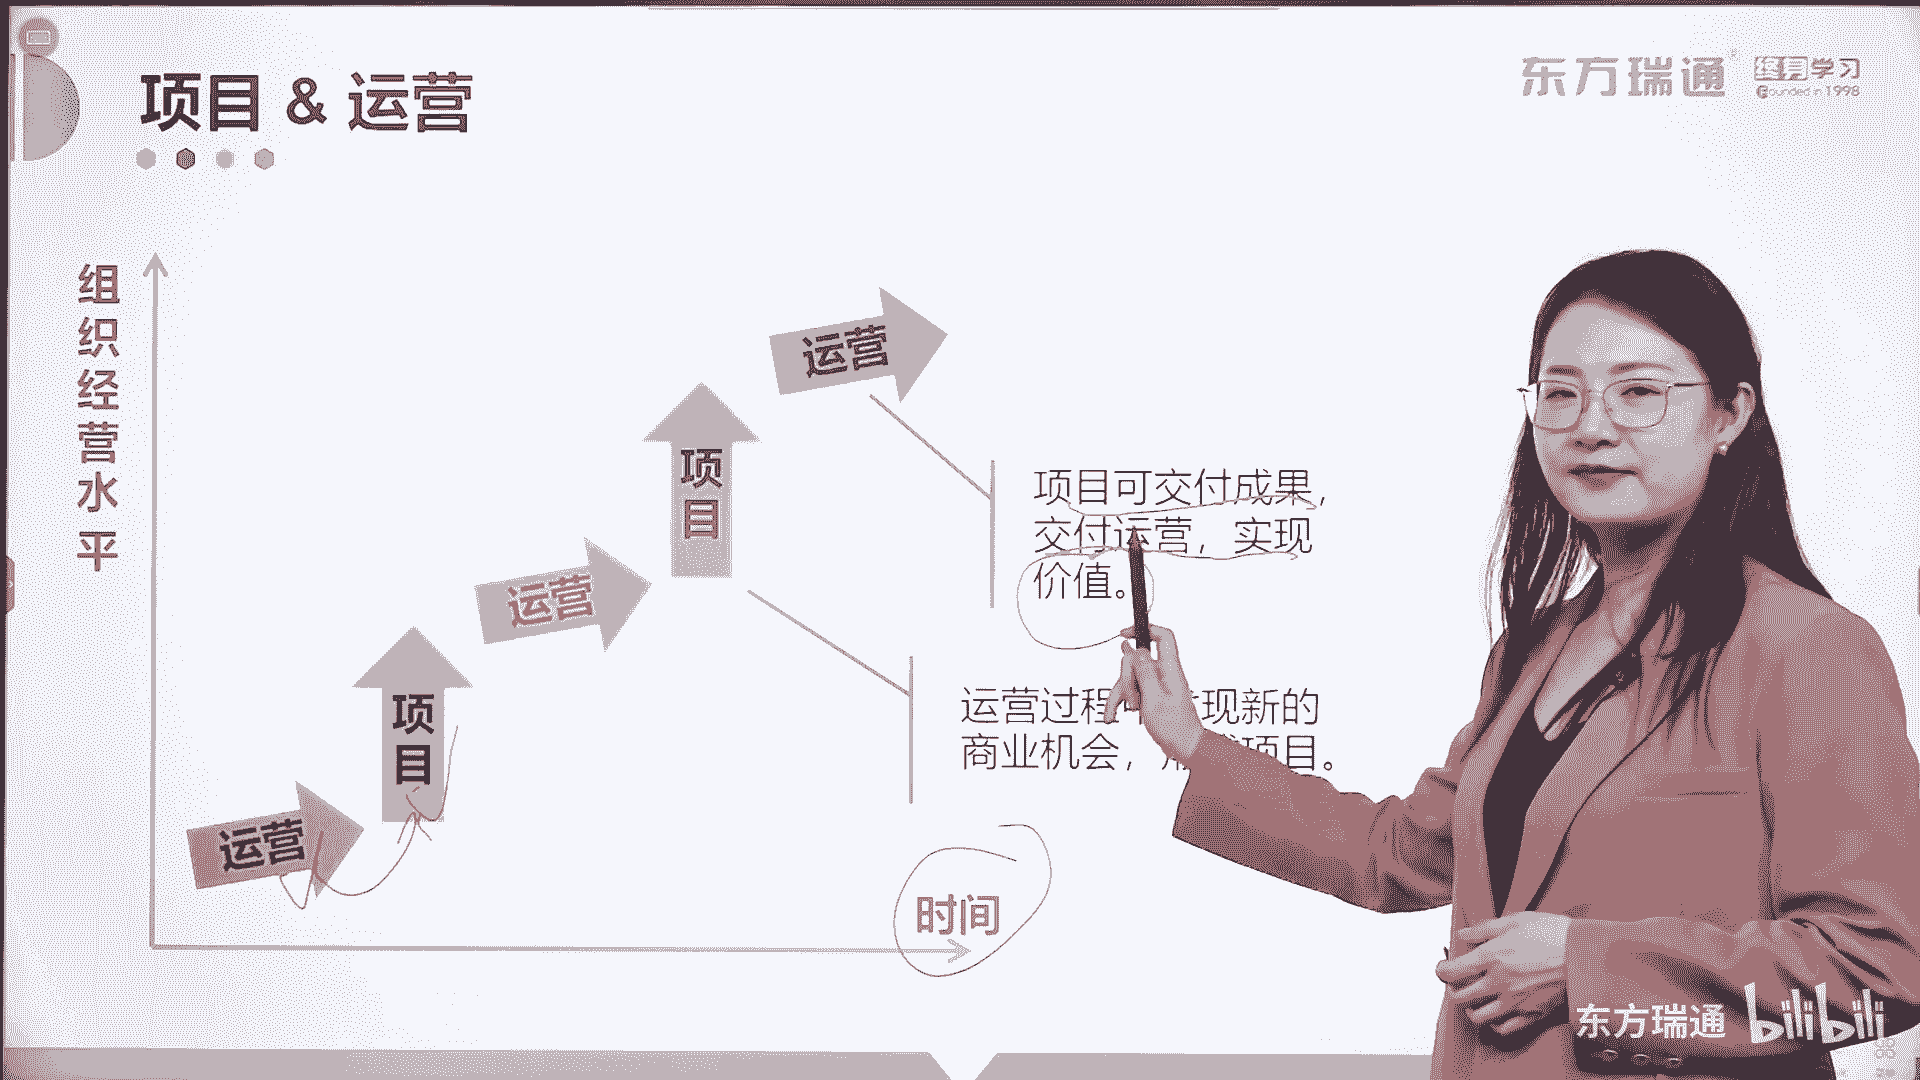 项目 & 运营
东方瑞通
终身学习
Founded in 1998
组织经营水平
运营
项目
运营
项目
运营
项目可交付成果，
交付运营，实现
价值。
运营过程 现新的
商业机会， 项目。
时间
东方瑞通
bilibili